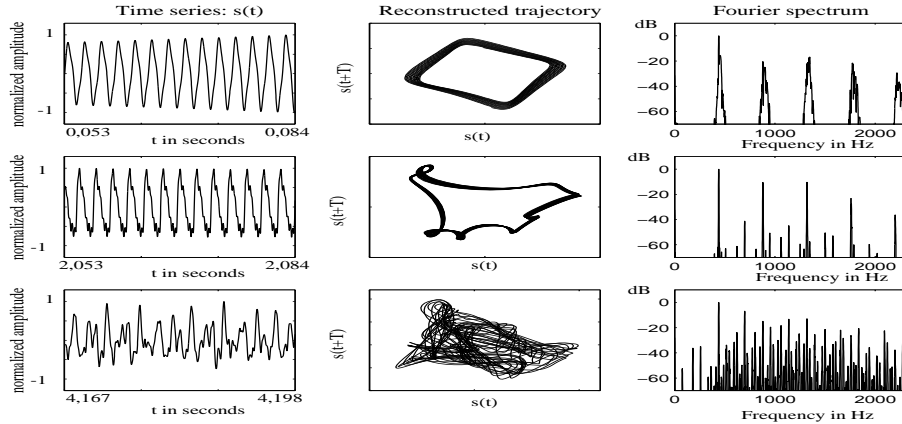 Time series: s(t)
Reconstructed trajectory
Fourier spectrum
normalized amplitude
1
-1
0,053
0,084
t in seconds
s(t+T)
s(t)
dB
0
−20
−40
−60
0
1000
2000
Frequency in Hz
normalized amplitude
1
-1
2,053
2,084
t in seconds
s(t+T)
s(t)
dB
0
−20
−40
−60
0
1000
2000
Frequency in Hz
normalized amplitude
1
-1
4,167
4,198
t in seconds
s(t+T)
s(t)
dB
0
−20
−40
−60
0
1000
2000
Frequency in Hz